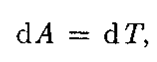 dA = dT,